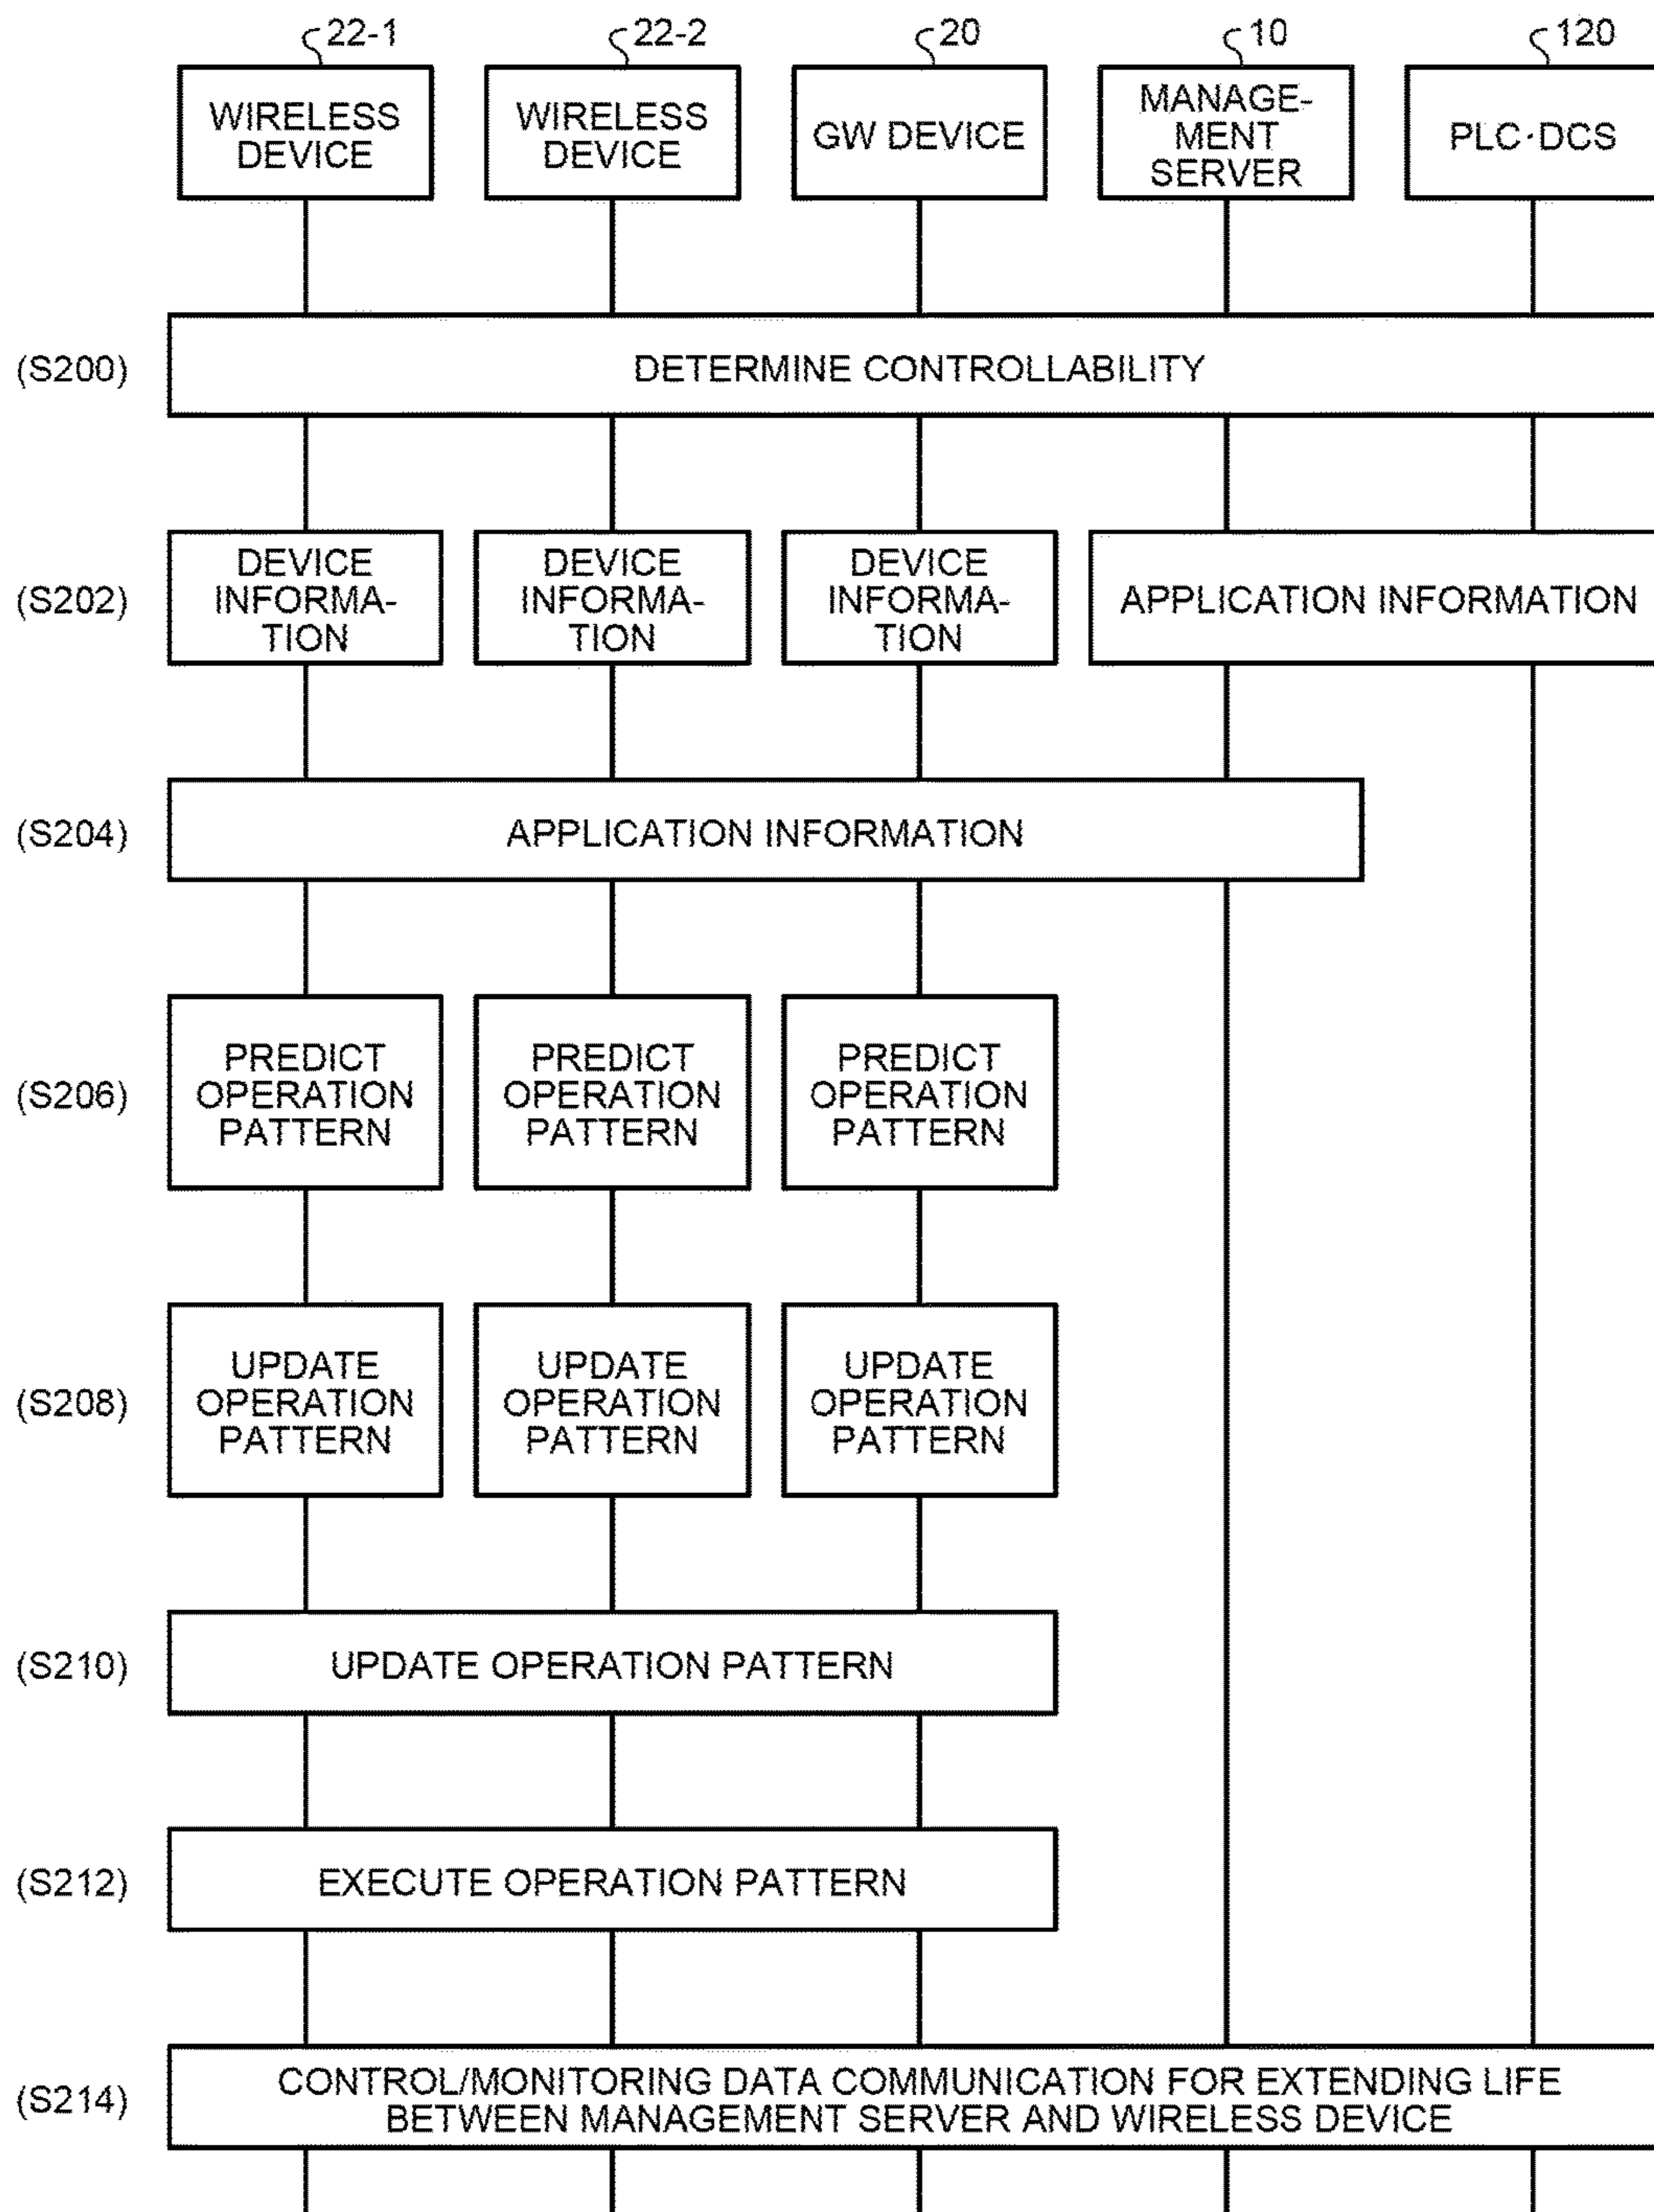 22-1
22-2
20
10
120
WIRELESS
DEVICE
WIRELESS
DEVICE
GW DEVICE
MANAGE-
MENT
SERVER
PLC·DCS
(S200)
DETERMINE CONTROLLABILITY
(S202)
DEVICE
INFORMA-
TION
DEVICE
INFORMA-
TION
DEVICE
INFORMA-
TION
APPLICATION INFORMATION
(S204)
APPLICATION INFORMATION
(S206)
PREDICT
OPERATION
PATTERN
PREDICT
OPERATION
PATTERN
PREDICT
OPERATION
PATTERN
(S208)
UPDATE
OPERATION
PATTERN
UPDATE
OPERATION
PATTERN
UPDATE
OPERATION
PATTERN
(S210)
UPDATE OPERATION PATTERN
(S212)
EXECUTE OPERATION PATTERN
(S214)
CONTROL/MONITORING DATA COMMUNICATION FOR EXTENDING LIFE
BETWEEN MANAGEMENT SERVER AND WIRELESS DEVICE